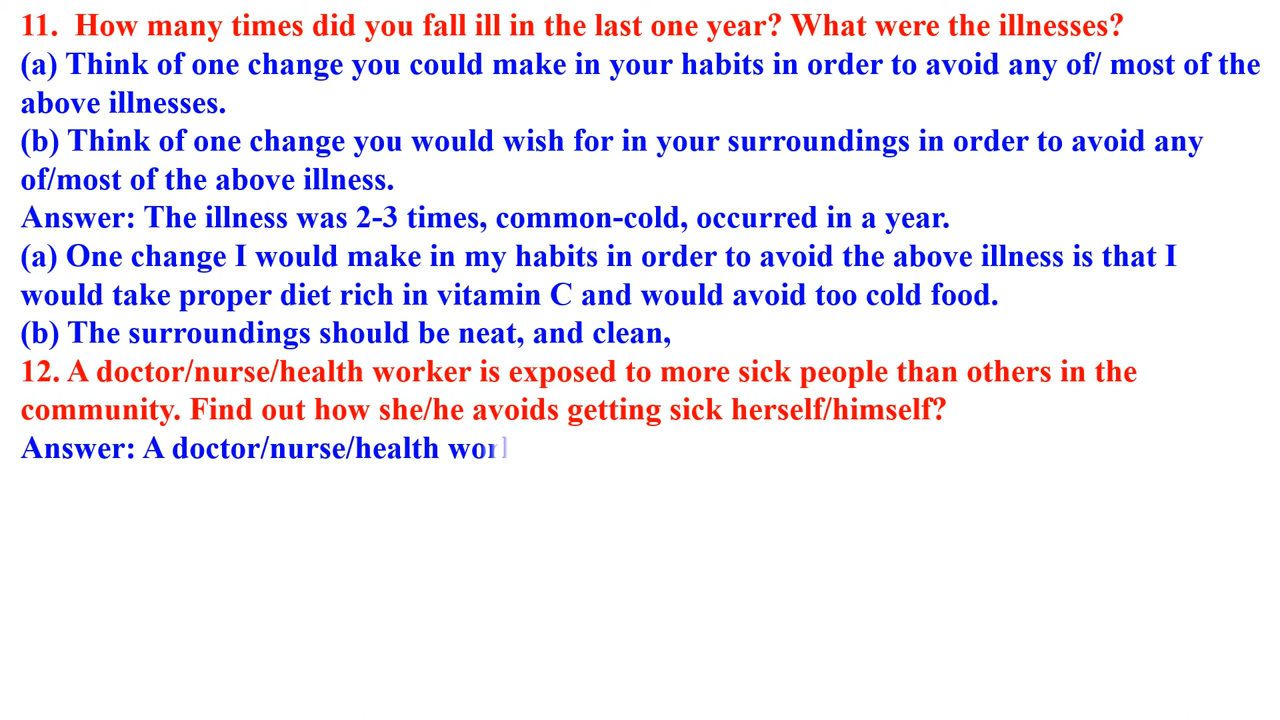 11.  How many times did you fall ill in the last one year? What were the illnesses?
(a) Think of one change you could make in your habits in order to avoid any of/ most of the
above illnesses.
(b) Think of one change you would wish for in your surroundings in order to avoid any
of/most of the above illness.
Answer: The illness was 2-3 times, common-cold, occurred in a year.
(a) One change I would make in my habits in order to avoid the above illness is that I
would take proper diet rich in vitamin C and would avoid too cold food.
(b) The surroundings should be neat, and clean,
12. A doctor/nurse/health worker is exposed to more sick people than others in the
community. Find out how she/he avoids getting sick herself/himself?
Answer: A doctor/nurse/health